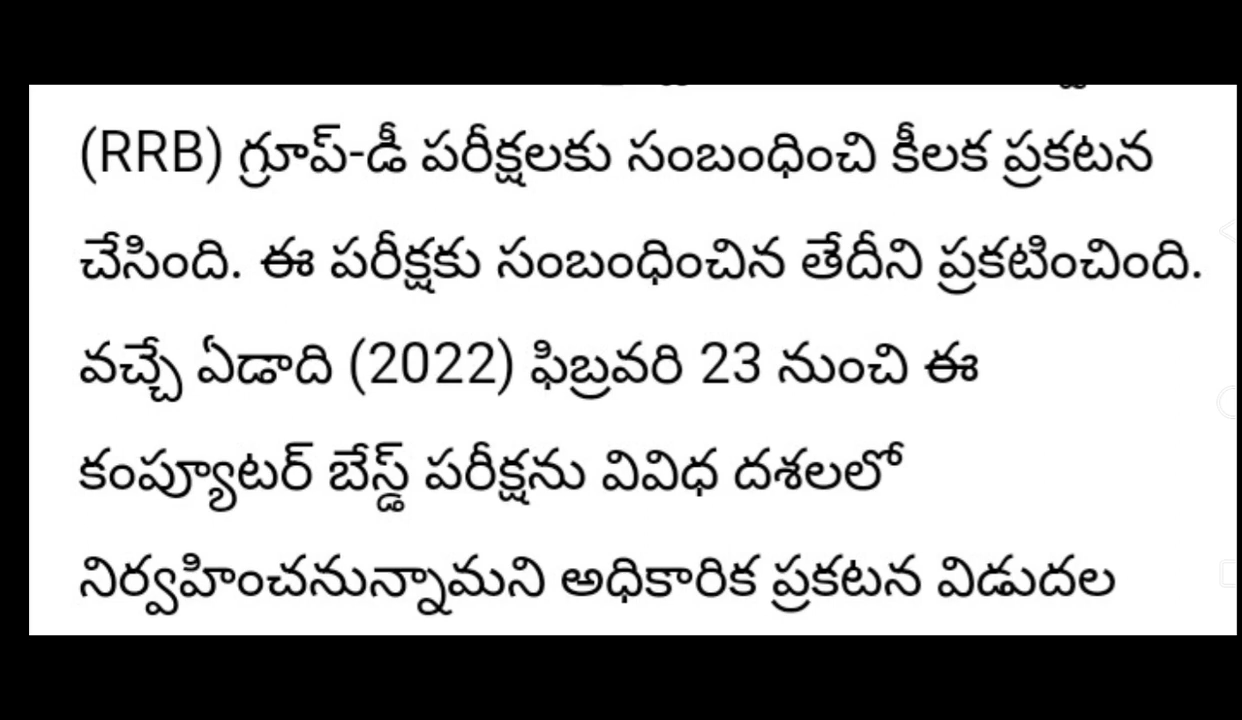 (RRB) గ్రూప్-డీ పరీక్షలకు సంబంధించి కీలక ప్రకటన
చేసింది. ఈ పరీక్షకు సంబంధించిన తేదీని ప్రకటించింది.
వచ్చే ఏడాది (2022) ఫిబ్రవరి 23 నుంచి ఈ
కంప్యూటర్ బేస్డ్ పరీక్షను వివిధ దశలలో
నిర్వహించనున్నామని అధికారిక ప్రకటన విడుదల